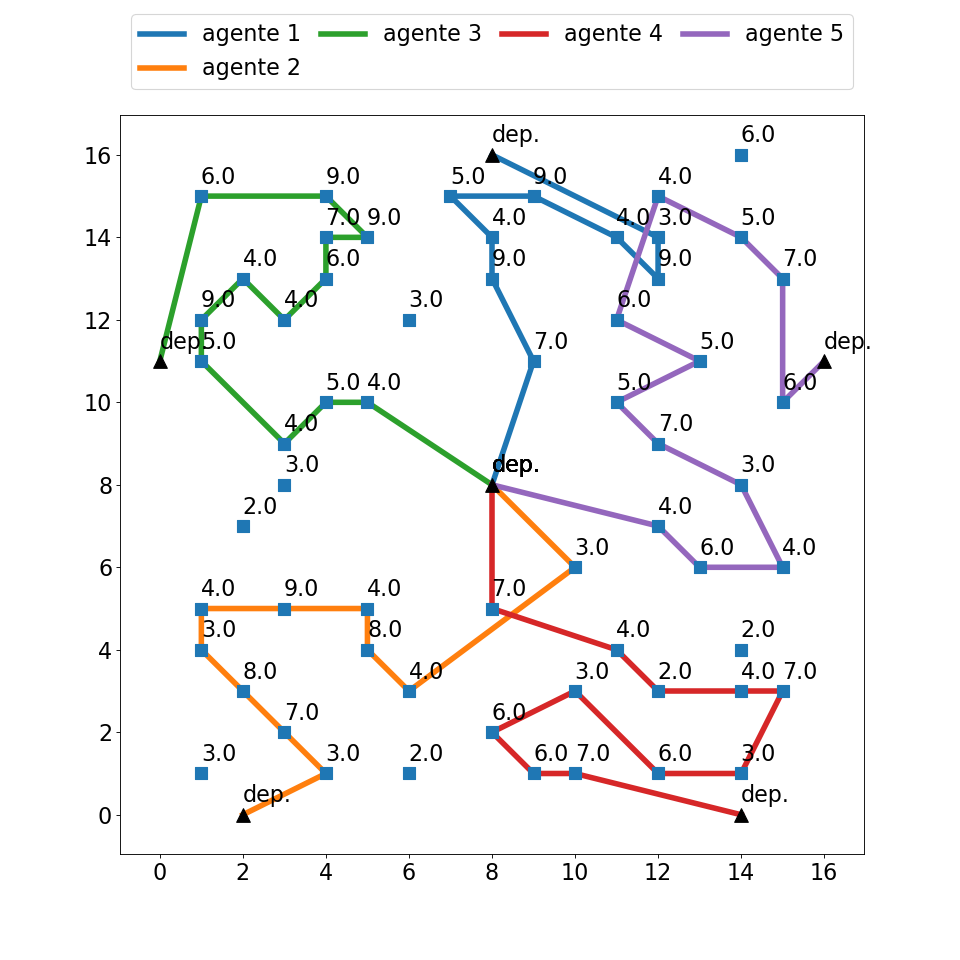 agente 1 agente 3 agente 4 agente 5
agente 2
dep. 6.0
16
6.0 9.0 5.0 9.0 4.0
7.0 9.0 4.0 4.0 3.0 5.0
14
4.0 6.0 9.0 9.0 7.0
9.0 4.0 3.0 6.0
12
dep. 5.0 7.0 5.0 dep.
5.0 4.0 5.0 6.0
10
4.0 7.0
3.0 dep. 3.0
8
2.0 4.0
3.0 6.0 4.0
6
4.0 9.0 4.0 7.0
3.0 8.0 4.0 2.0
4
8.0 4.0 3.0 2.0 4.0 7.0
7.0 6.0
2
3.0 3.0 2.0 6.0 7.0 6.0 3.0
dep. dep.
0
0 2 4 6 8 10 12 14 16